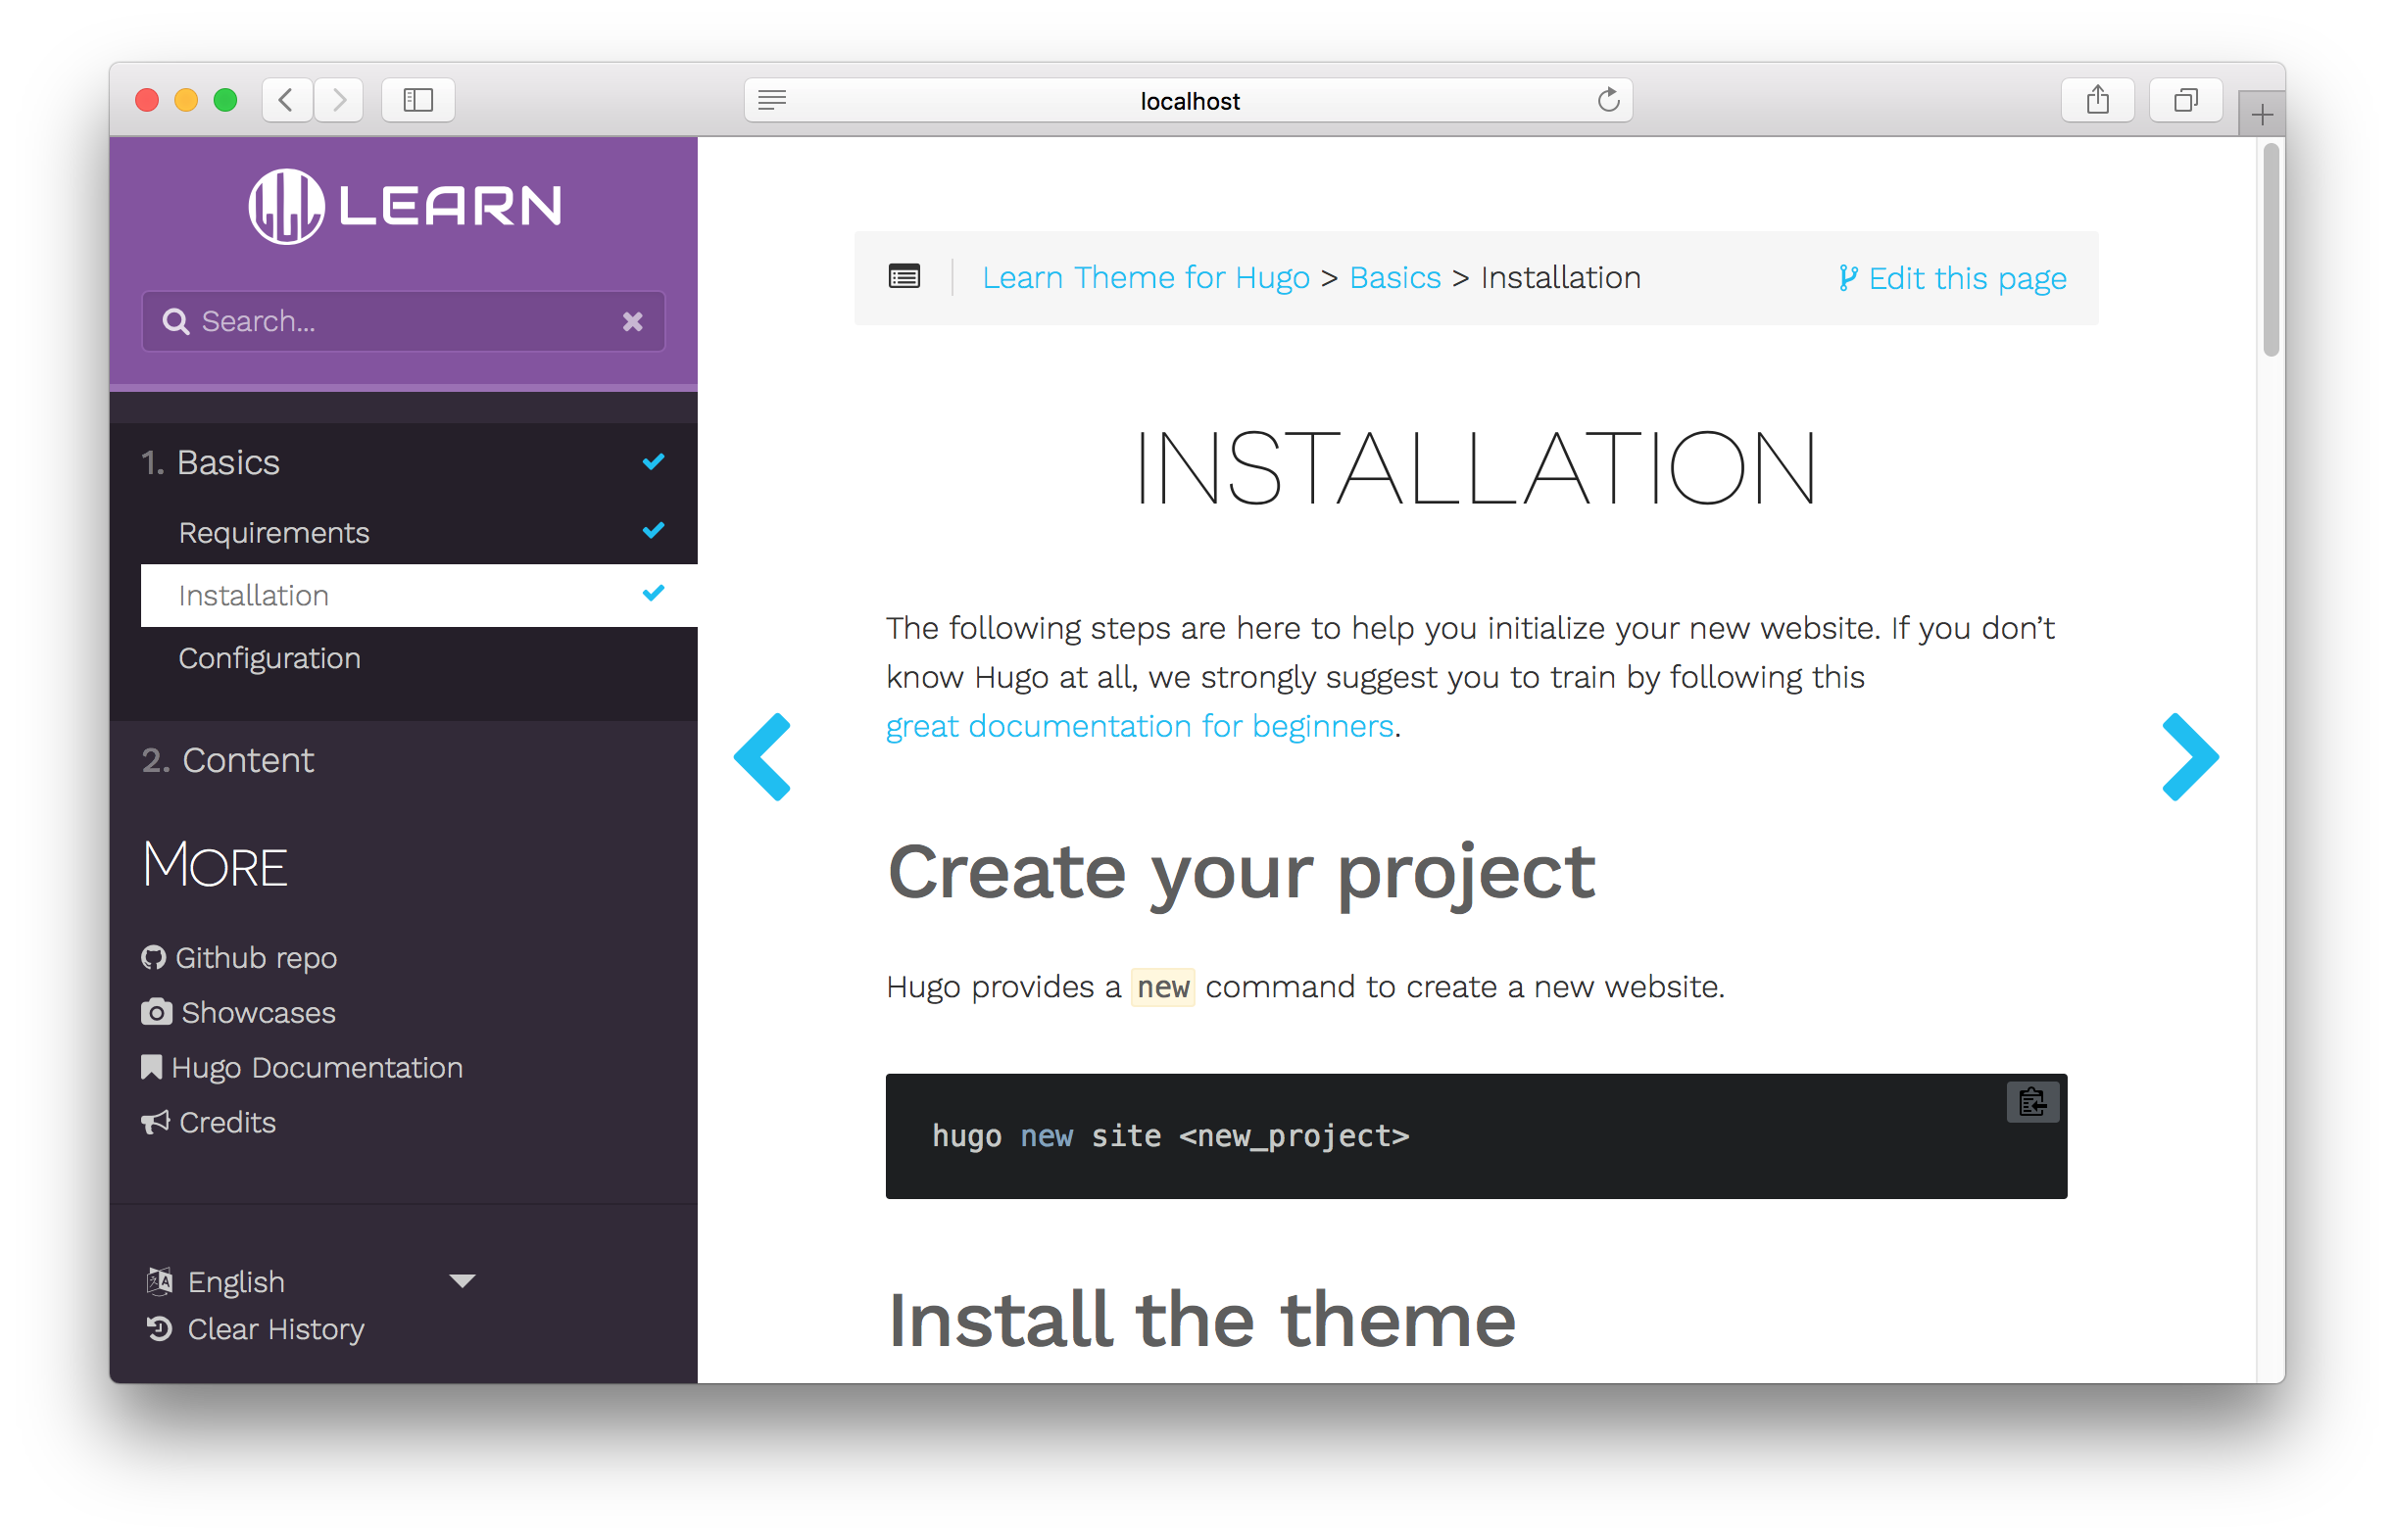 localhost
LEARN
Search...
1. Basics
Requirements
Installation
Configuration
2. Content
MORE
Github repo
Showcases
Hugo Documentation
Credits
English
Clear History
Learn Theme for Hugo > Basics > Installation
Edit this page
INSTALLATION
The following steps are here to help you initialize your new website. If you don’t
know Hugo at all, we strongly suggest you to train by following this
great documentation for beginners.
Create your project
Hugo provides a new command to create a new website.
hugo new site <new_project>
Install the theme